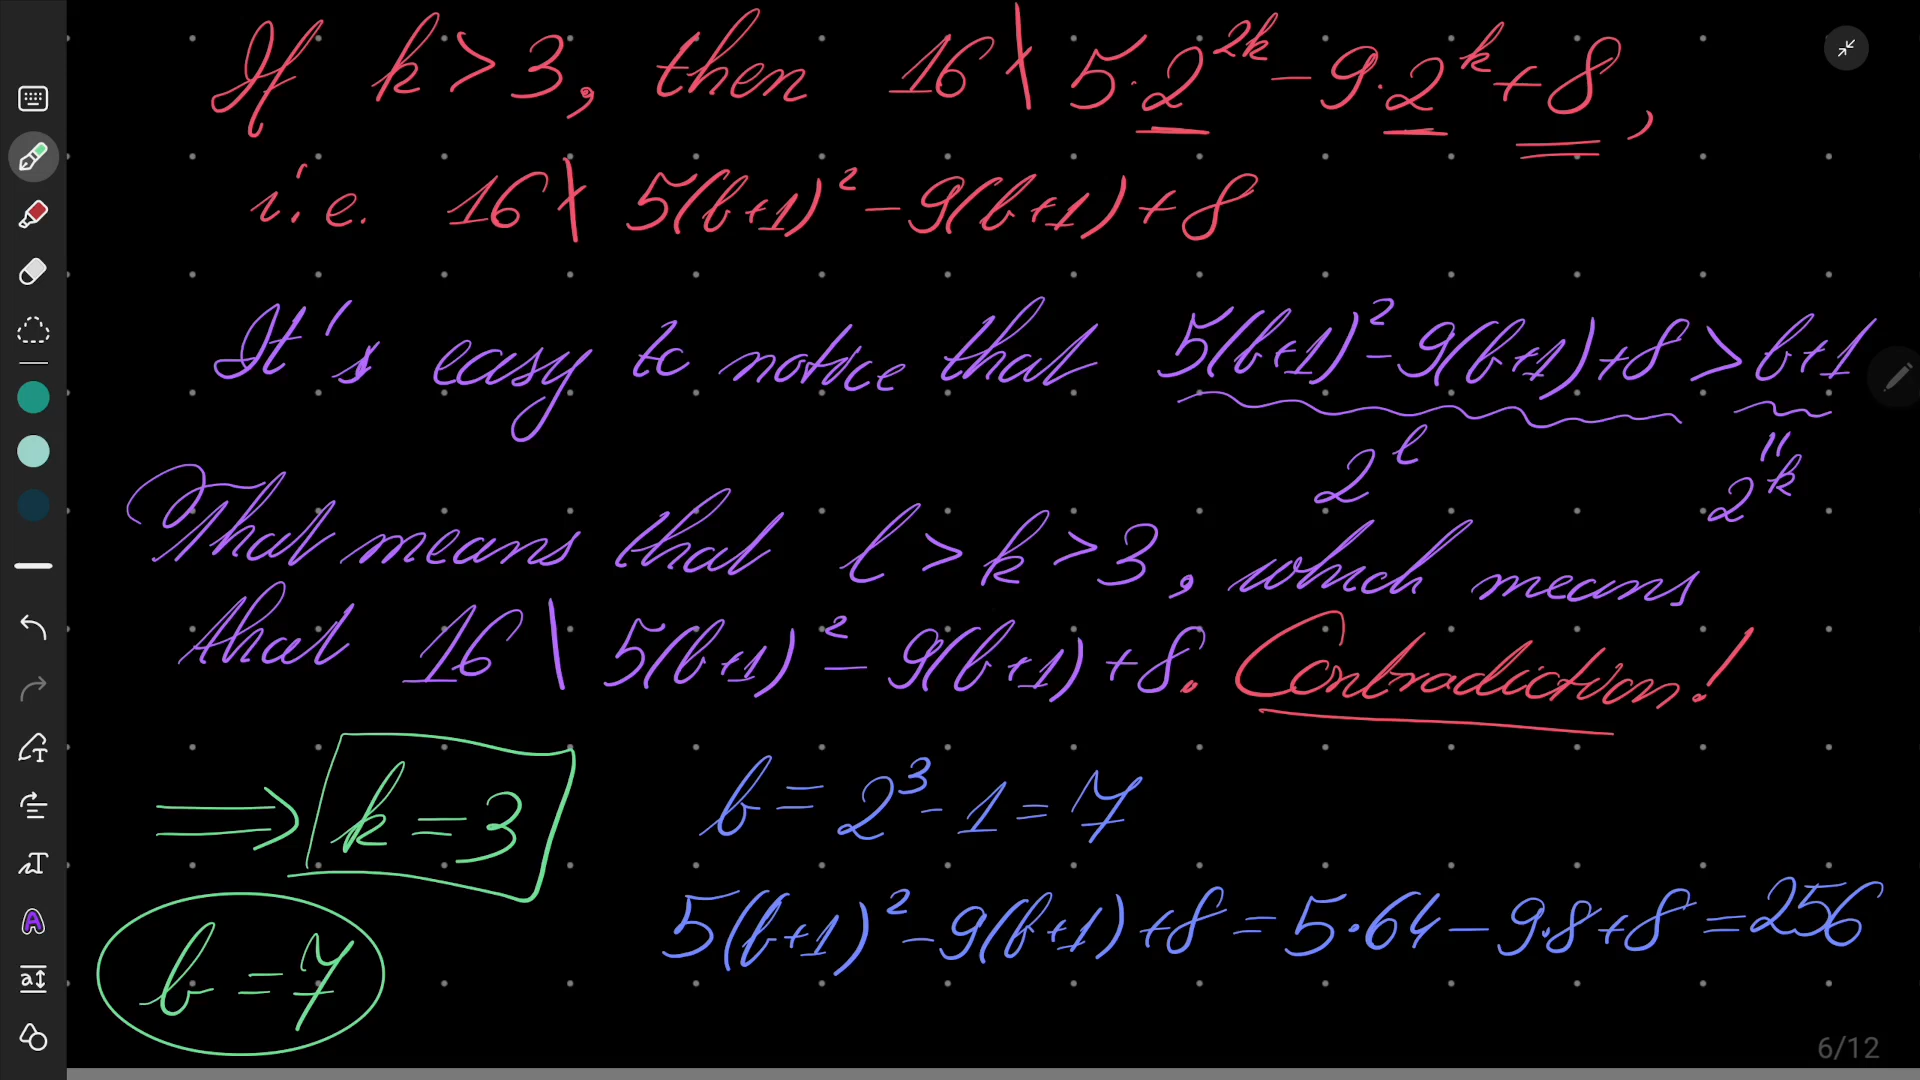 If k > 3, then 16 ∤ 5·2^{2k} - 9·2^k + 8,
i.e. 16 ∤ 5(b+1)² - 9(b+1) + 8
It's easy to notice that 5(b+1)² - 9(b+1) + 8 > b+1
2^l
"
2^k
That means that l > k > 3, which means
that 16 \ 5(b+1)² - 9(b+1) + 8. Contradiction!
⟹ k = 3
b = 2³ - 1 = 7
b = 7
5(b+1)² - 9(b+1) + 8 = 5·64 - 9·8 + 8 = 256
6/12